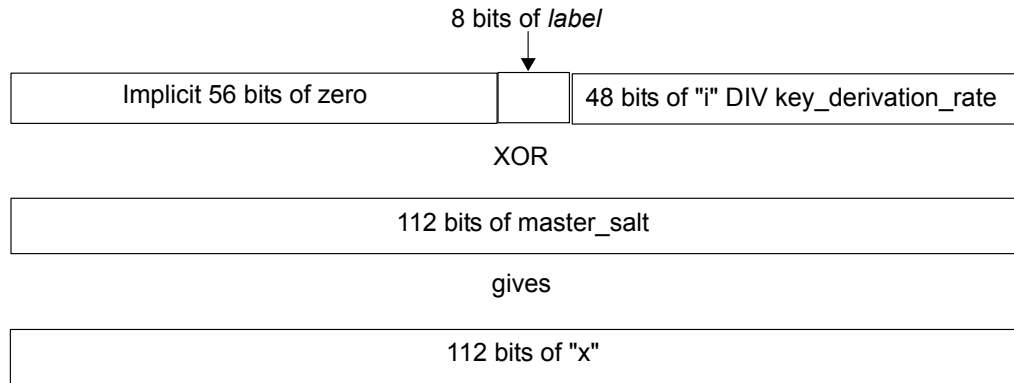 8 bits of label
Implicit 56 bits of zero
48 bits of "i" DIV key_derivation_rate
XOR
112 bits of master_salt
gives
112 bits of "x"